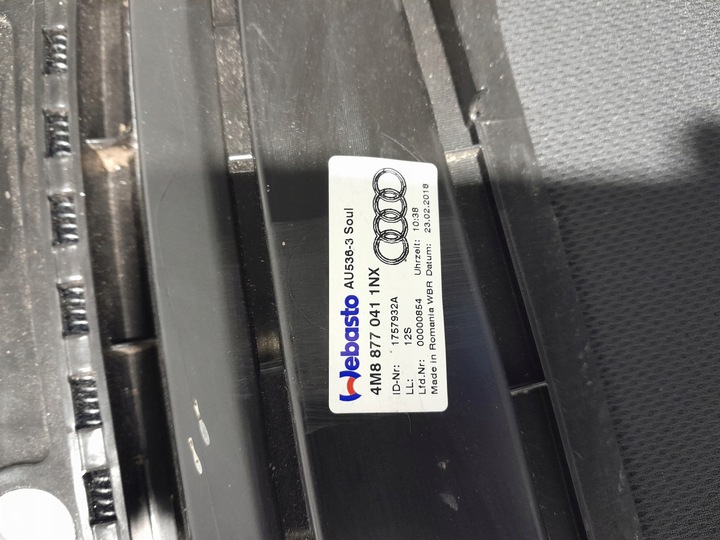 Webasto AU536-3 Soul
4M8 877 041 1NX
ID-Nr: 1757932A
LL: 12S
Lfd.Nr: 00000854 Uhrzeit: 10:38
Made in Romania WBR Datum: 23.02.2018